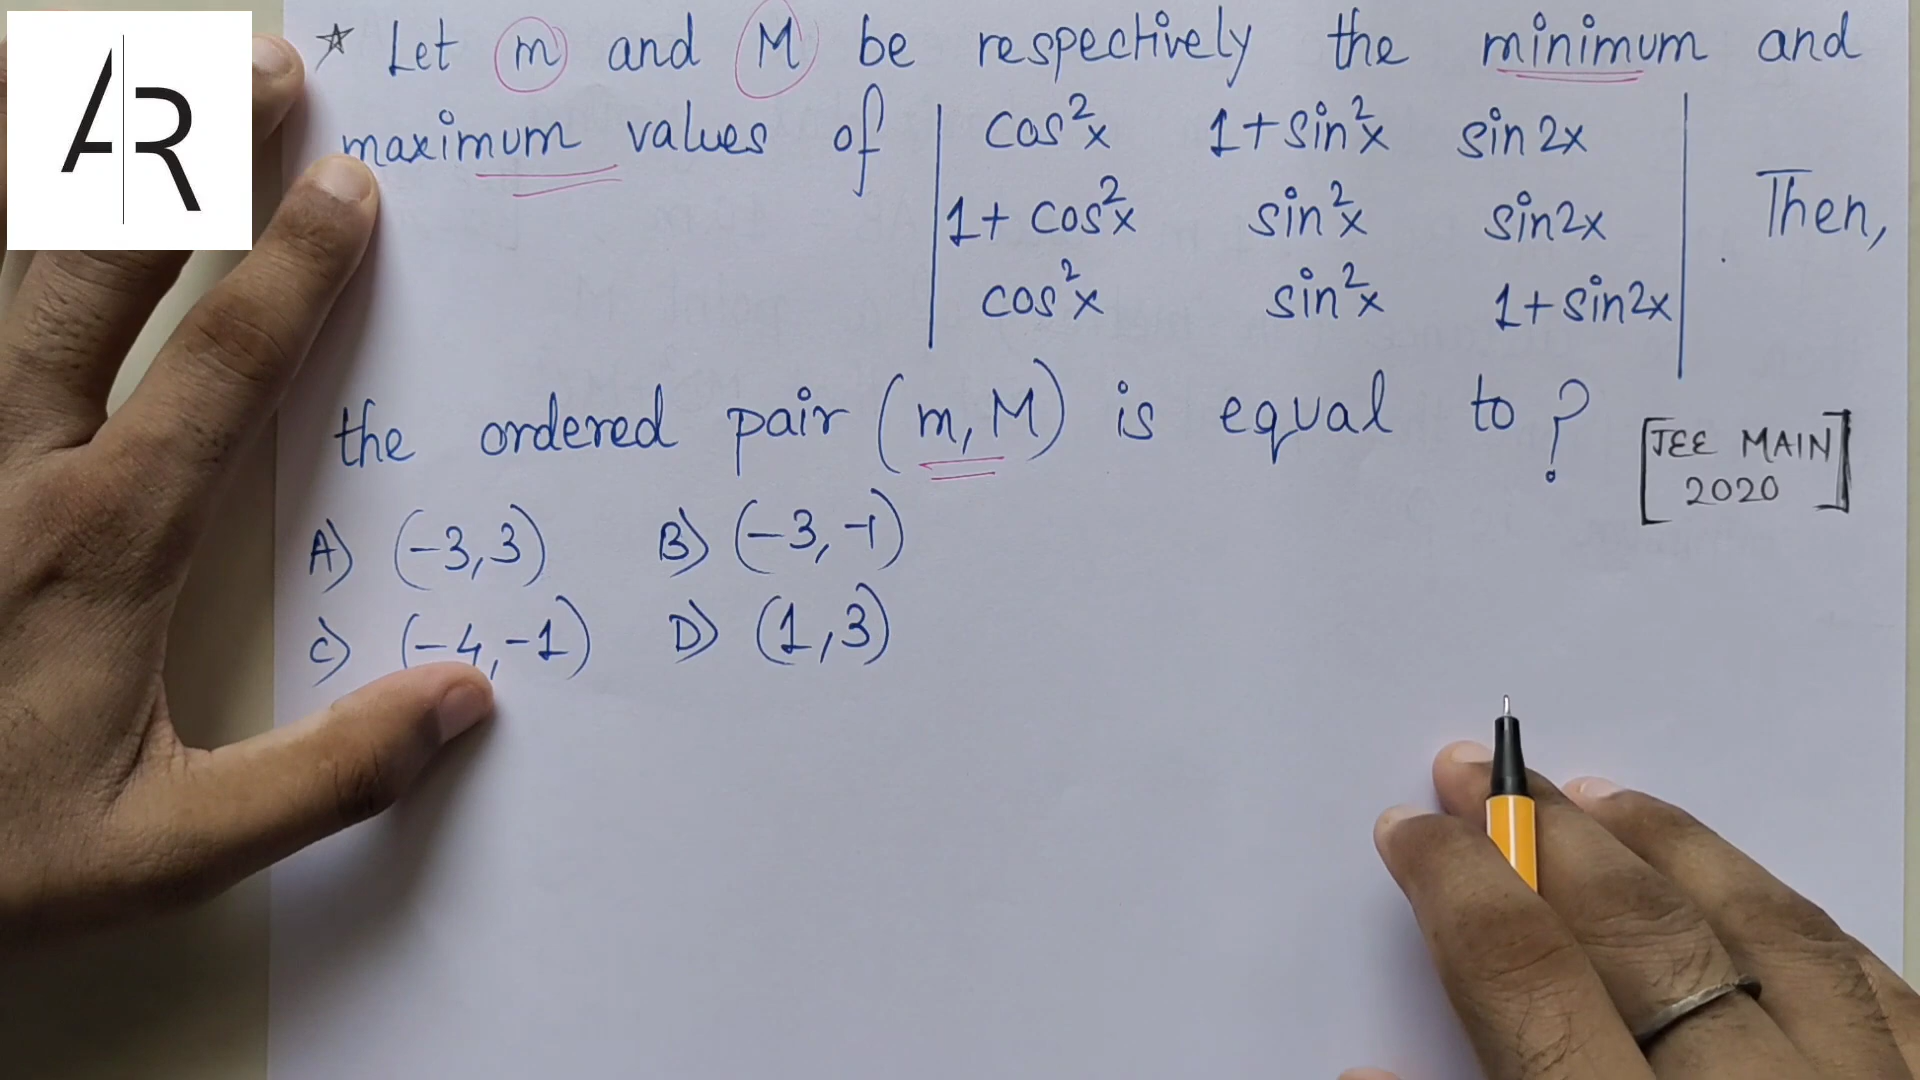 AR
☆ Let m and M be respectively the minimum and
maximum values of | cos²x 1+sin²x sin2x |
| 1+cos²x sin²x sin2x | . Then,
| cos²x sin²x 1+sin2x |
the ordered pair (m,M) is equal to?
[JEE MAIN
2020]
A) (-3,3) B) (-3,-1)
C) (-4,-1) D) (1,3)